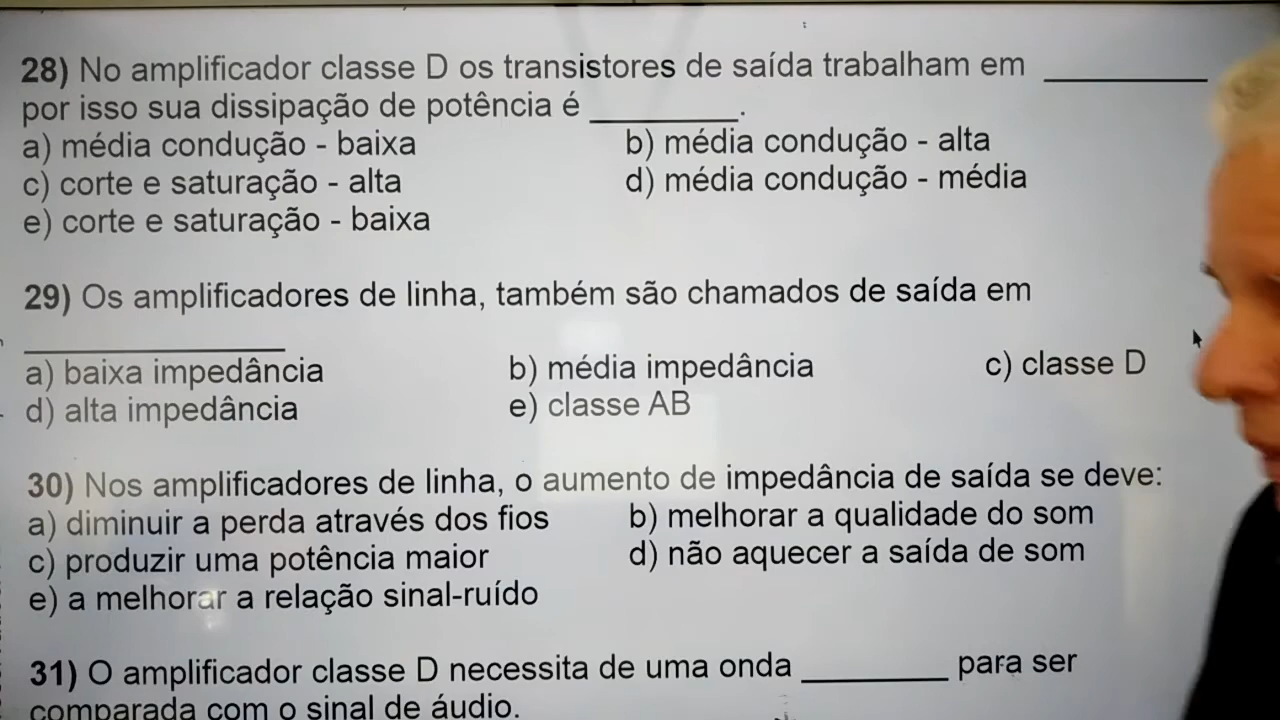 28) No amplificador classe D os transistores de saída trabalham em __________
por isso sua dissipação de potência é _________.
a) média condução - baixa b) média condução - alta
c) corte e saturação - alta d) média condução - média
e) corte e saturação - baixa
29) Os amplificadores de linha, também são chamados de saída em
________________
a) baixa impedância b) média impedância c) classe D
d) alta impedância e) classe AB
30) Nos amplificadores de linha, o aumento de impedância de saída se deve:
a) diminuir a perda através dos fios b) melhorar a qualidade do som
c) produzir uma potência maior d) não aquecer a saída de som
e) a melhorar a relação sinal-ruído
31) O amplificador classe D necessita de uma onda _________ para ser
comparada com o sinal de áudio.